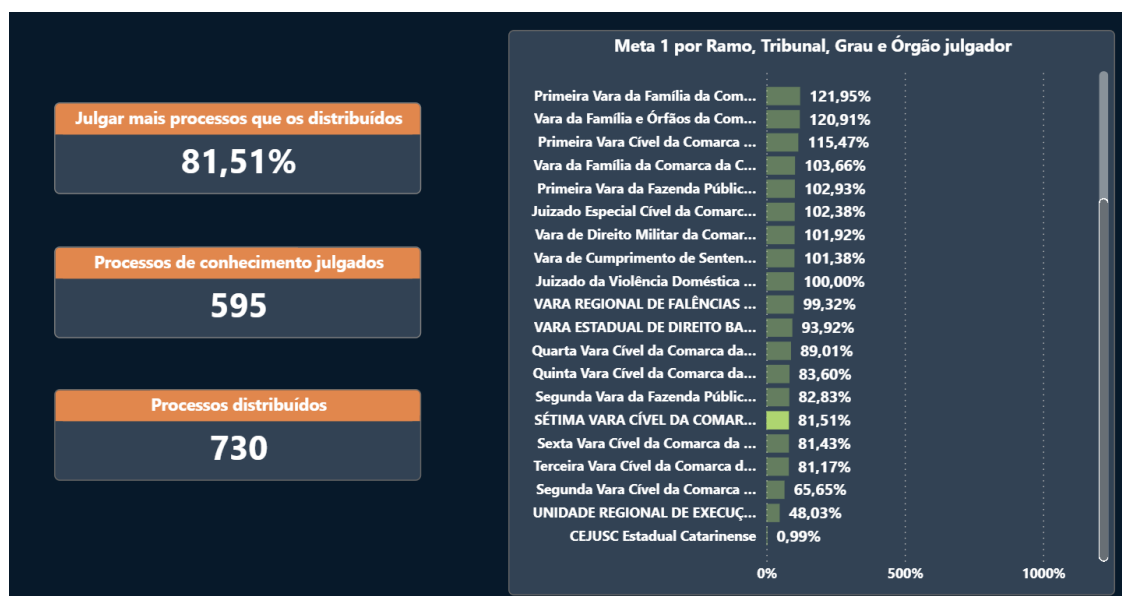 Julgar mais processos que os distribuídos
81,51%
Processos de conhecimento julgados
595
Processos distribuídos
730
Meta 1 por Ramo, Tribunal, Grau e Órgão julgador
Primeira Vara da Família da Com... 121,95%
Vara da Família e Órfãos da Com... 120,91%
Primeira Vara Cível da Comarca ... 115,47%
Vara da Família da Comarca da C... 103,66%
Primeira Vara da Fazenda Públic... 102,93%
Juizado Especial Cível da Comarc... 102,38%
Vara de Direito Militar da Comar... 101,92%
Vara de Cumprimento de Senten... 101,38%
Juizado da Violência Doméstica ... 100,00%
VARA REGIONAL DE FALÊNCIAS ... 99,32%
VARA ESTADUAL DE DIREITO BA... 93,92%
Quarta Vara Cível da Comarca da... 89,01%
Quinta Vara Cível da Comarca da... 83,60%
Segunda Vara da Fazenda Públic... 82,83%
SÉTIMA VARA CÍVEL DA COMAR... 81,51%
Sexta Vara Cível da Comarca da ... 81,43%
Terceira Vara Cível da Comarca d... 81,17%
Segunda Vara Cível da Comarca ... 65,65%
UNIDADE REGIONAL DE EXECUÇ... 48,03%
CEJUSC Estadual Catarinense 0,99%
0% 500% 1000%